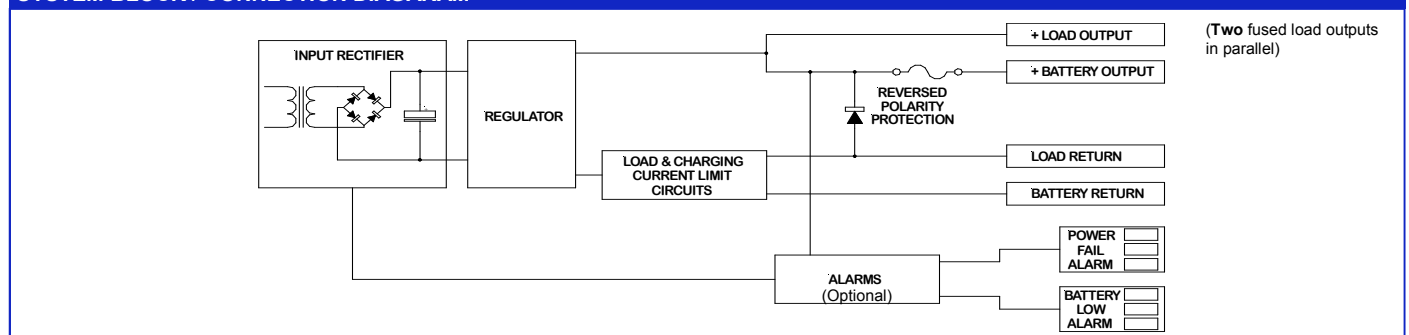 INPUT RECTIFIER
REGULATOR
LOAD & CHARGING
CURRENT LIMIT
CIRCUITS
REVERSED
POLARITY
PROTECTION
+ LOAD OUTPUT
+ BATTERY OUTPUT
(Two fused load outputs
in parallel)
LOAD RETURN
BATTERY RETURN
ALARMS
(Optional)
POWER
FAIL
ALARM
BATTERY
LOW
ALARM